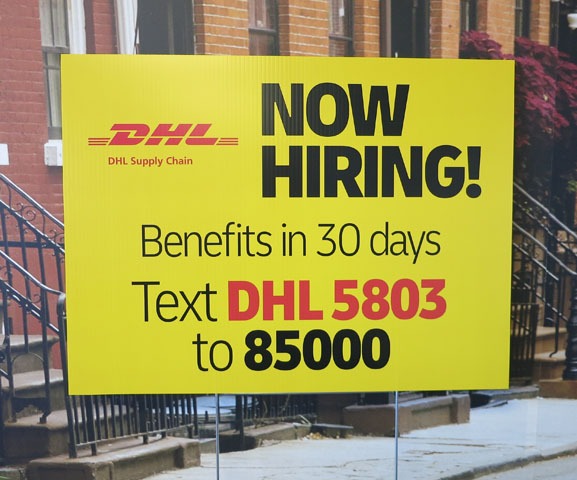 DHL
DHL Supply Chain
NOW
HIRING!
Benefits in 30 days
Text DHL 5803
to 85000